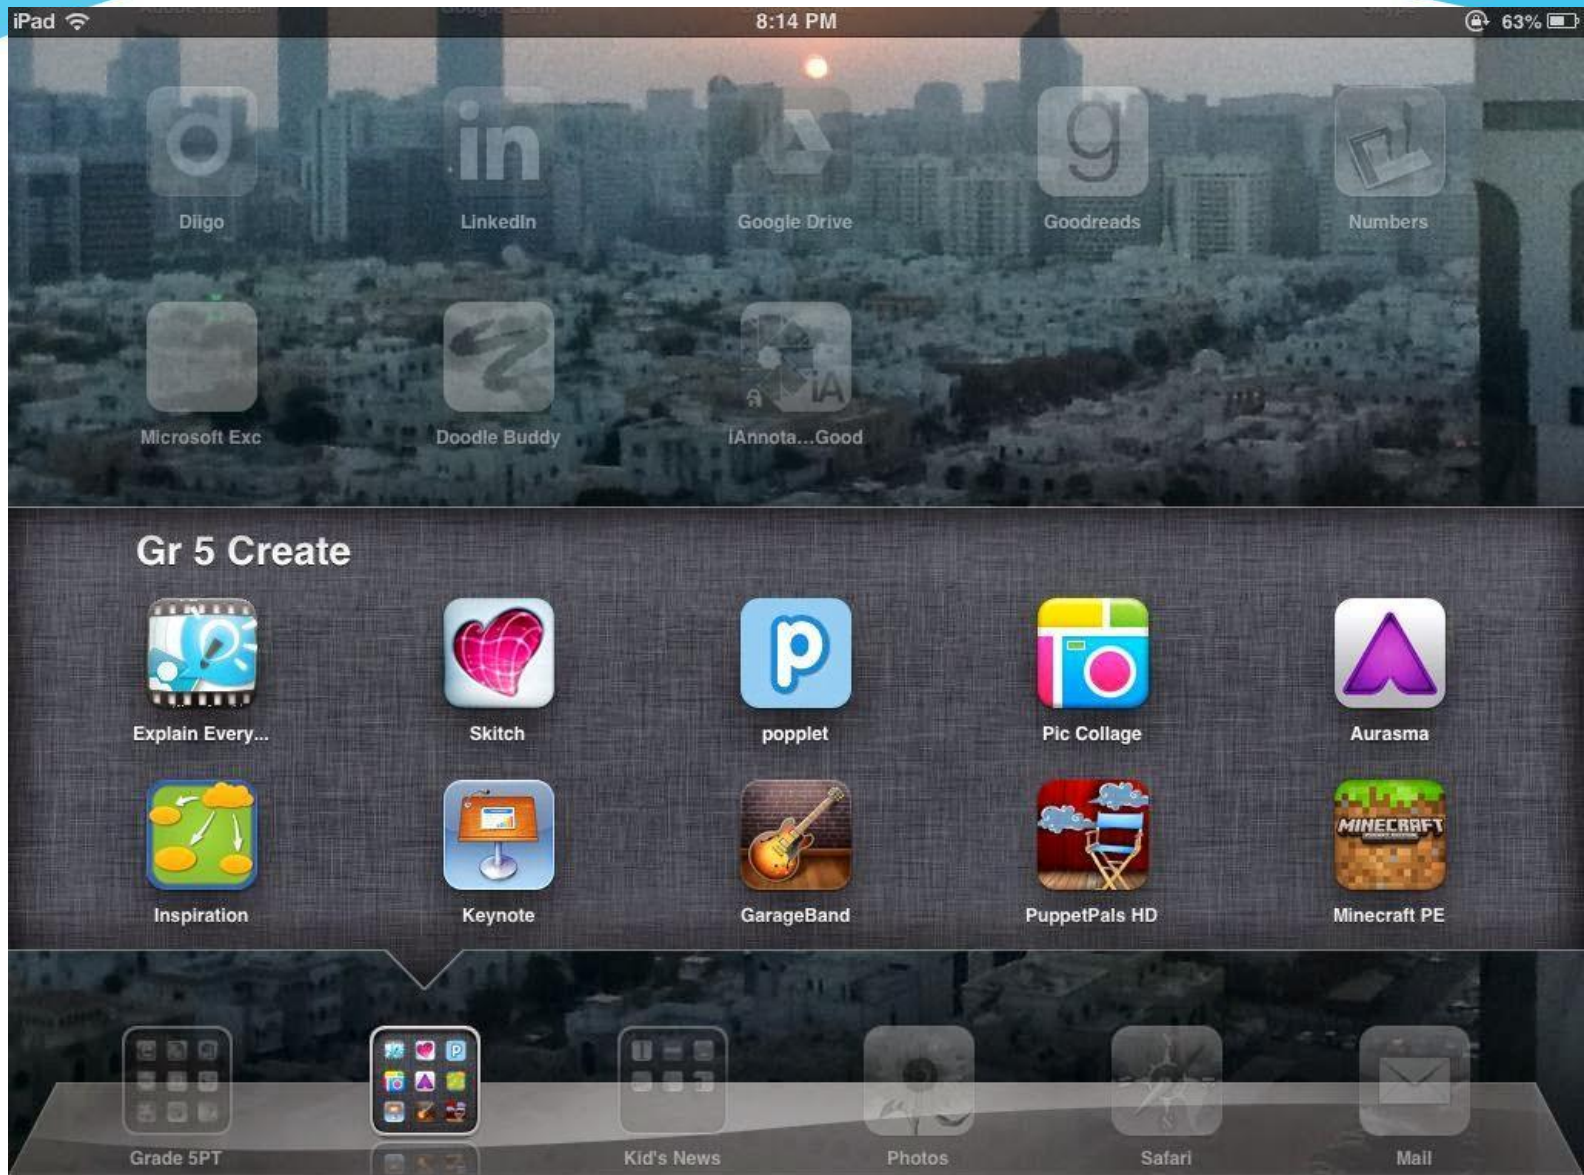 iPad 8:14 PM 63%
Diigo LinkedIn Google Drive Goodreads Numbers
Microsoft Exc Doodle Buddy iAnnota...Good
iA
Gr 5 Create
Explain Every... Skitch popplet Pic Collage Aurasma
MINECRAFT
Inspiration Keynote GarageBand PuppetPals HD Minecraft PE
Grade 5PT Kid's News Photos Safari Mail